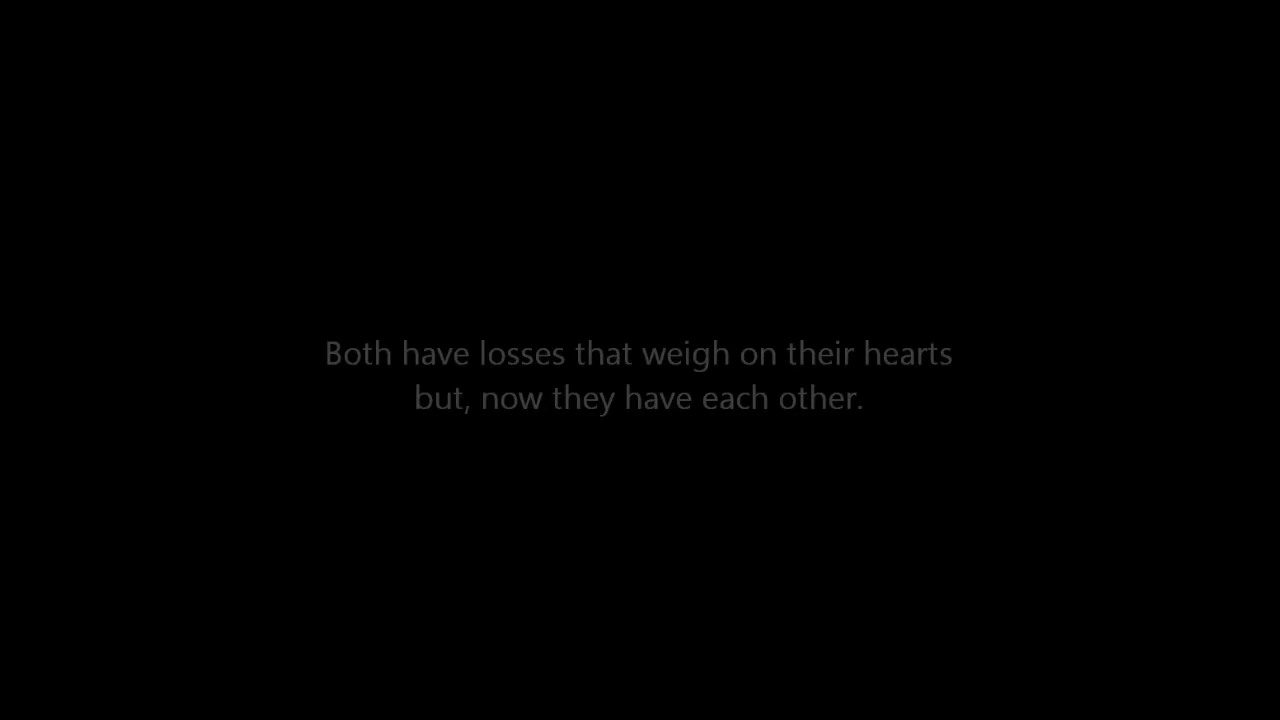 Both have losses that weigh on their hearts
but, now they have each other.